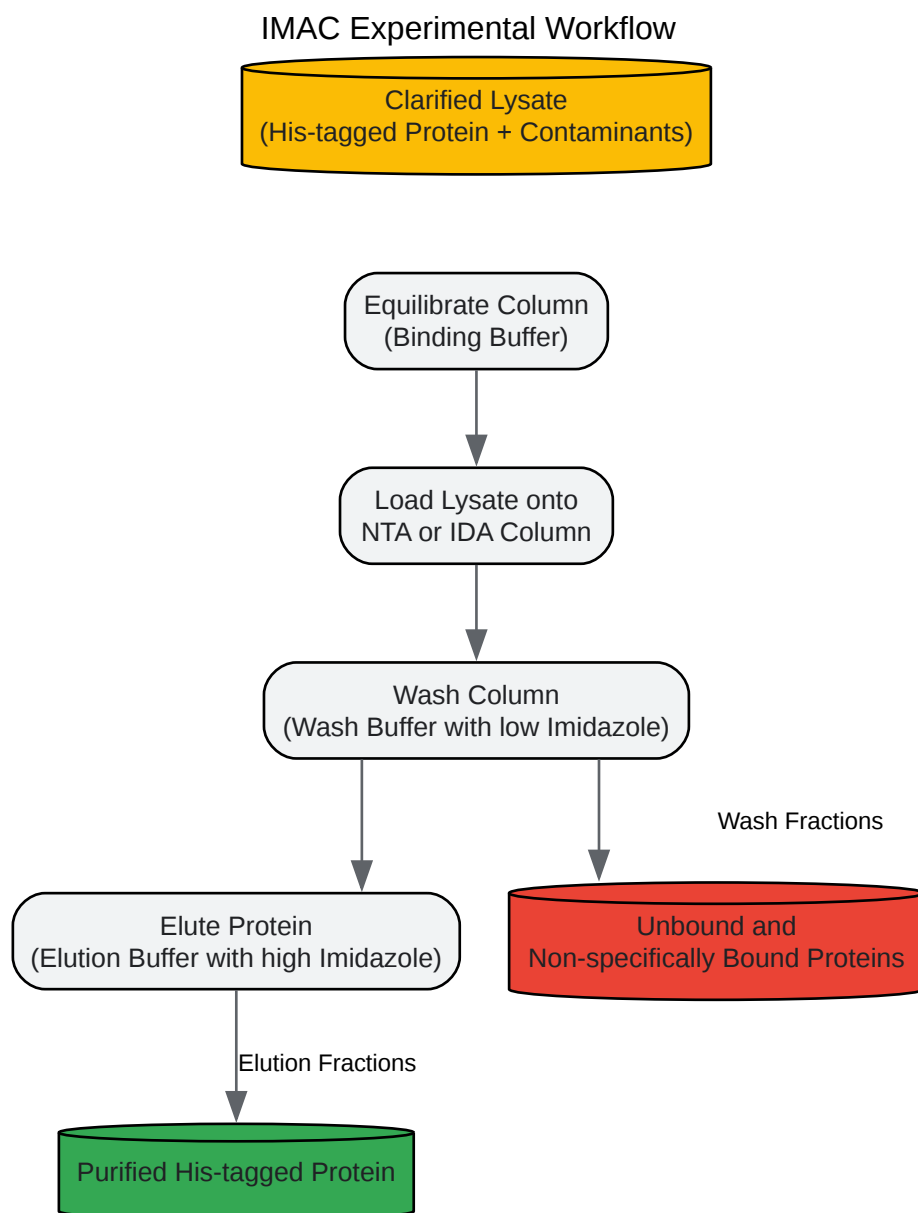 IMAC Experimental Workflow
Clarified Lysate
(His-tagged Protein + Contaminants)
Equilibrate Column
(Binding Buffer)
Load Lysate onto
NTA or IDA Column
Wash Column
(Wash Buffer with low Imidazole)
Wash Fractions
Elute Protein
(Elution Buffer with high Imidazole)
Unbound and
Non-specifically Bound Proteins
Elution Fractions
Purified His-tagged Protein